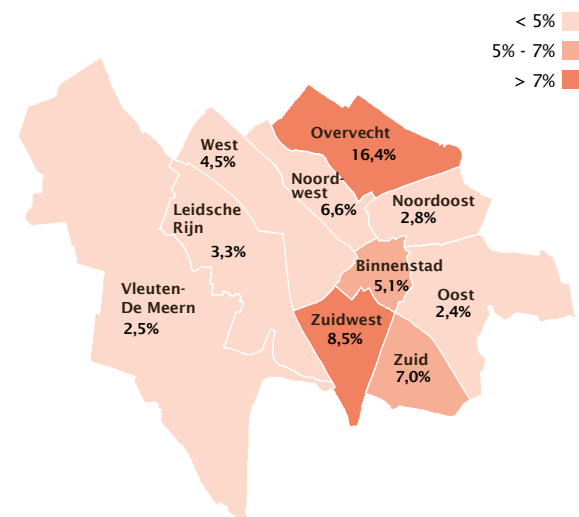 < 5%
5% - 7%
> 7%
Overvecht
16,4%
West
4,5%
Noord-
west
6,6%
Noordoost
2,8%
Leidsche
Rijn
3,3%
Binnenstad
5,1%
Vleuten-
De Meern
2,5%
Oost
2,4%
Zuidwest
8,5%
Zuid
7,0%